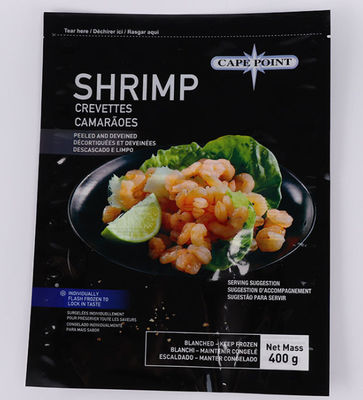 Tear here / Déchirer ici / Rasgar aqui
CAPE POINT
SHRIMP
CREVETTES
CAMARÃOES
PEELED AND DEVEINED
DÉCORTIQUÉES ET DEVEINÉES
DESCASCADO E LIMPO
SERVING SUGGESTION
SUGGESTION D'ACCOMPAGNEMENT
SUGESTÃO PARA SERVIR
INDIVIDUALLY
FLASH FROZEN TO
LOCK IN TASTE
SURGELÉES INDIVIDUELLEMENT
POUR PRÉSERVER TOUTE LES SAVEURS
CONGELADO INDIVIDUALMENTE
PARA MAIS SABOR
BLANCHED - KEEP FROZEN
BLANCHI - MAINTENIR CONGELÉ
ESCALDADO - MANTER CONGELADO
Net Mass
400 g